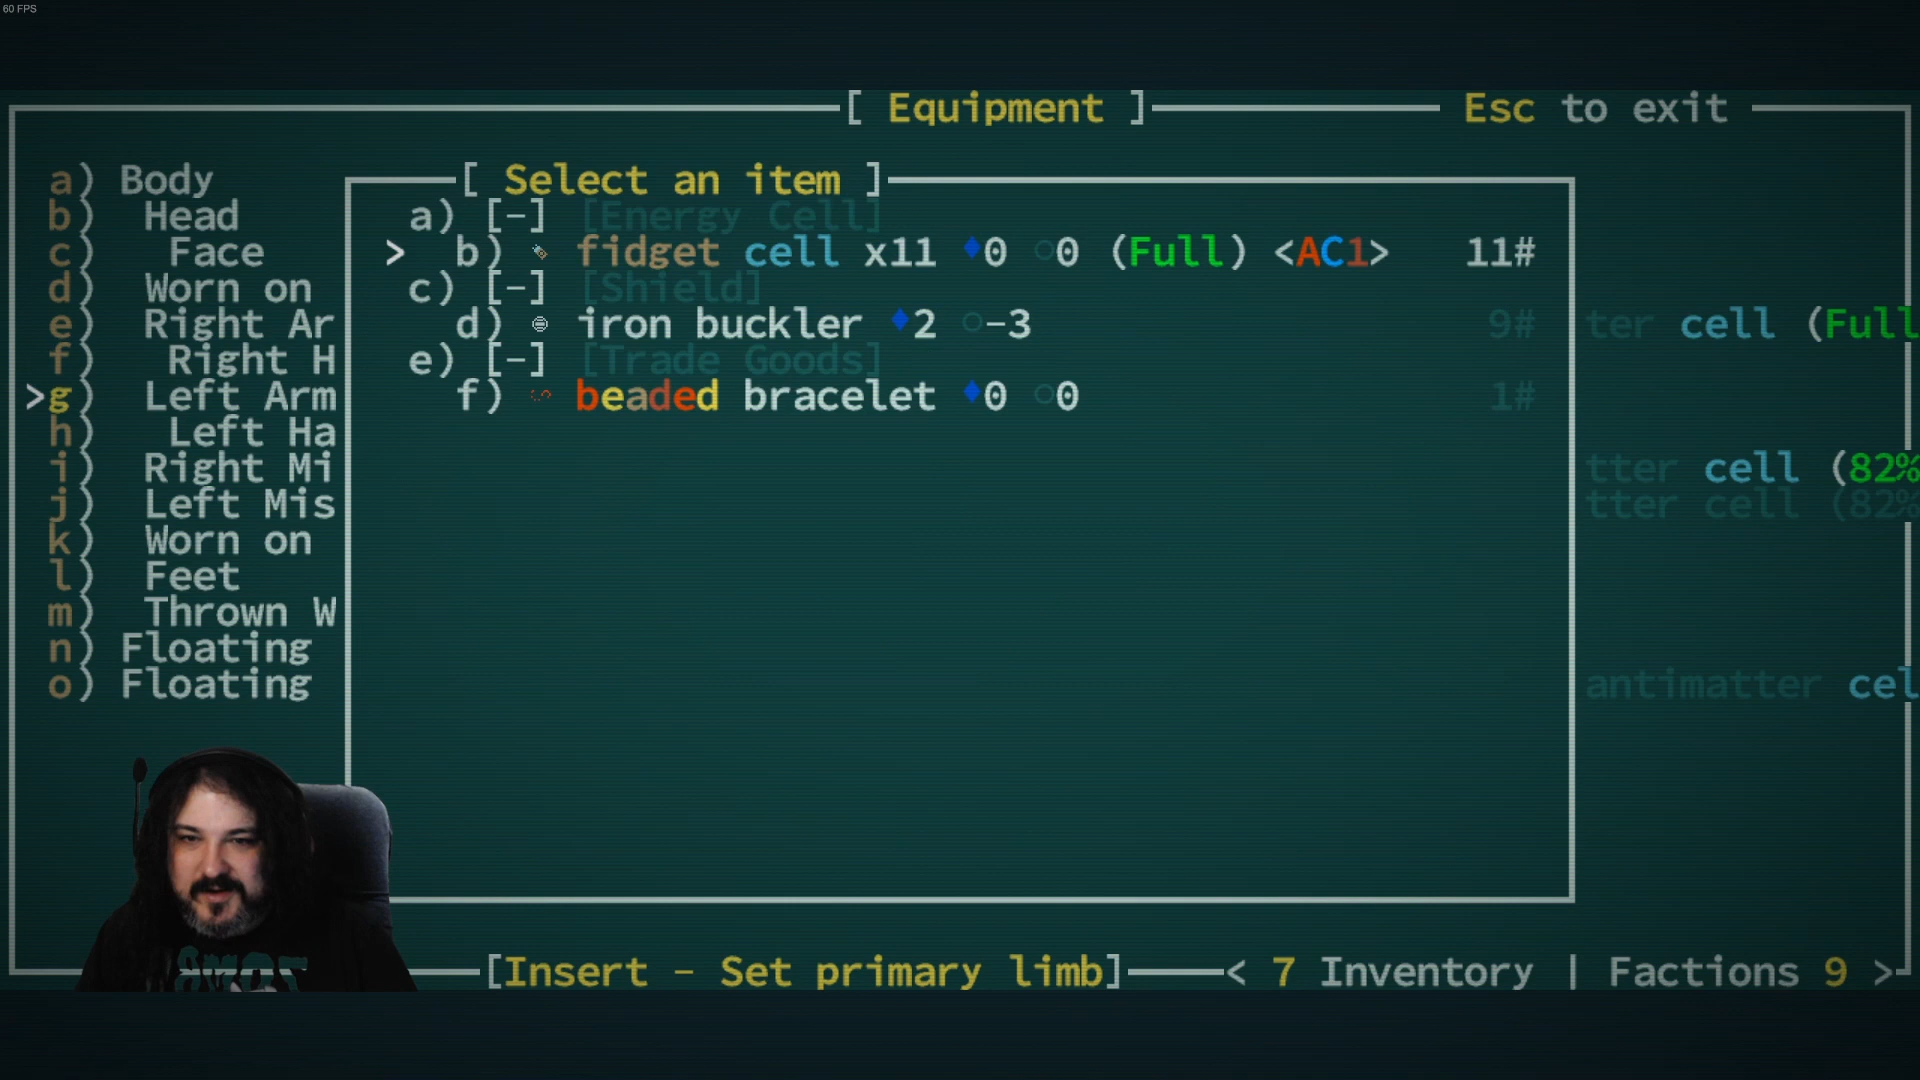 60 FPS
[ Equipment ] Esc to exit
a) Body
[ Select an item ]
b) Head
a) [-] [Energy Cell]
c) Face
> b) fidget cell x11 ♦0 ○0 (Full) <AC1> 11#
d) Worn on
c) [-] [Shield]
e) Right Ar
d) iron buckler ♦2 ○-3 9#
ter cell (Full
f) Right H
e) [-] [Trade Goods]
>g) Left Arm
f) beaded bracelet ♦0 ○0 1#
h) Left Ha
i) Right Mi
tter cell (82%
j) Left Mis
tter cell (82%
k) Worn on
l) Feet
m) Thrown W
n) Floating
o) Floating
antimatter cel
[Insert - Set primary limb] < 7 Inventory | Factions 9 >